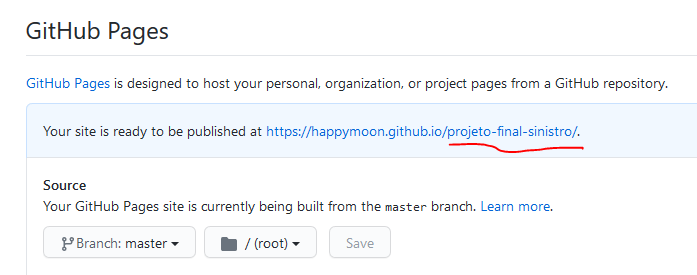 GitHub Pages
GitHub Pages is designed to host your personal, organization, or project pages from a GitHub repository.
Your site is ready to be published at https://happymoon.github.io/projeto-final-sinistro/.
Source
Your GitHub Pages site is currently being built from the master branch. Learn more.
Branch: master / (root) Save